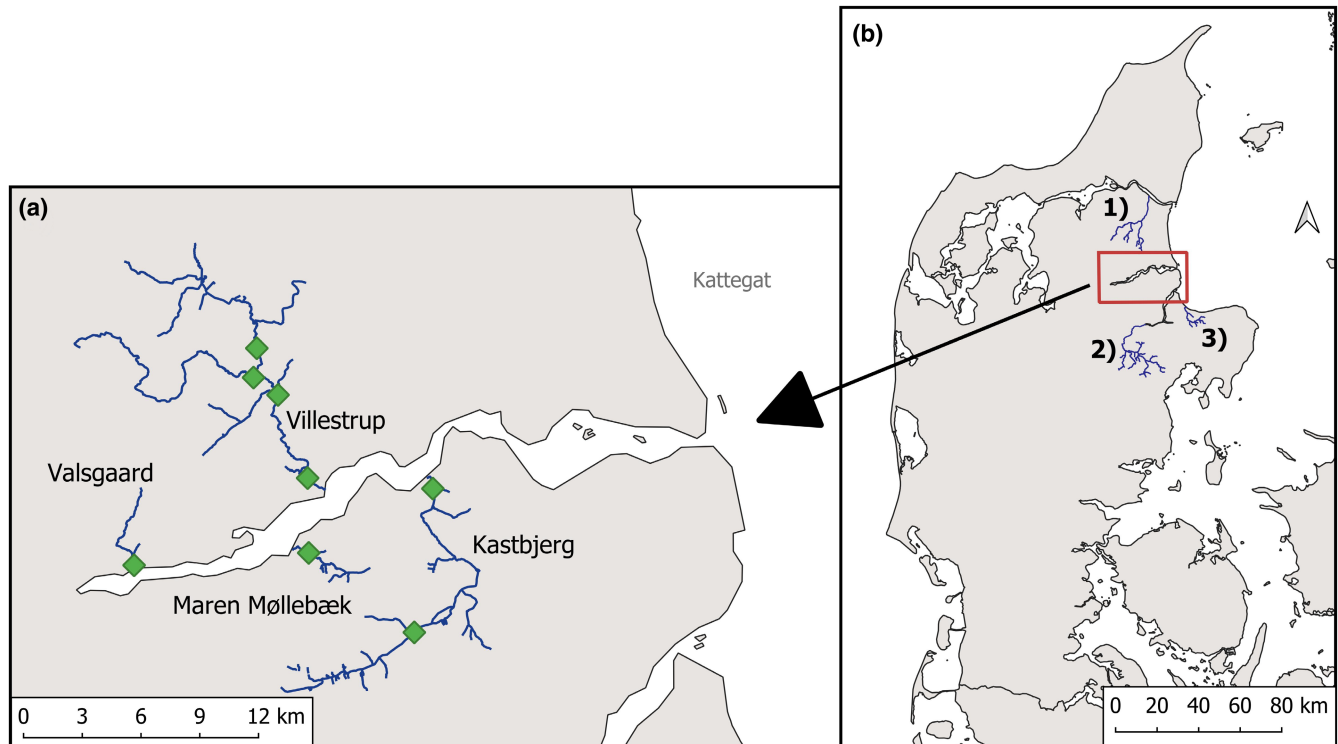 (a)
Kattegat
Villestrup
Valsgaard
Kastbjerg
Maren Møllebæk
0 3 6 9 12 km
(b)
1)
2)
3)
0 20 40 60 80 km